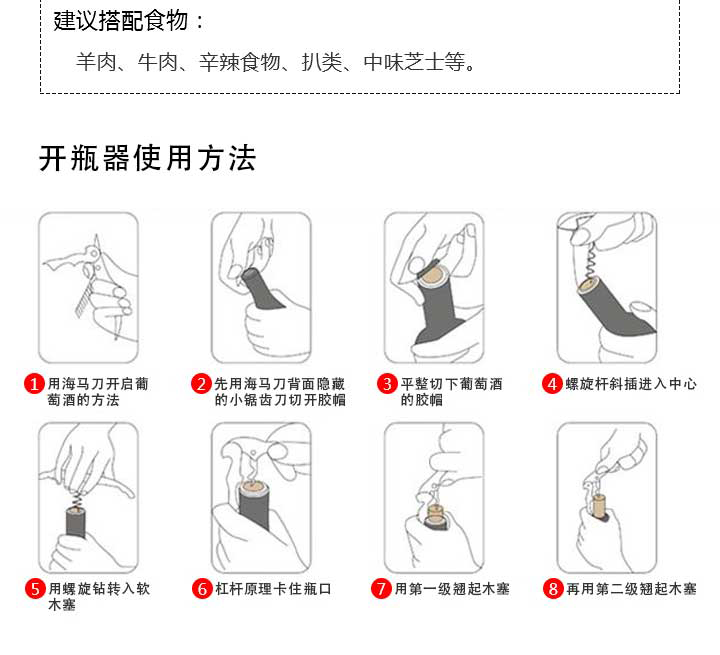 建议搭配食物：
羊肉、牛肉、辛辣食物、扒类、中味芝士等。
开瓶器使用方法
1 用海马刀开启葡
萄酒的方法
2 先用海马刀背面隐藏
的小锯齿刀切开胶帽
3 平整切下葡萄酒
的胶帽
4 螺旋杆斜插进入中心
5 用螺旋钻转入软
木塞
6 杠杆原理卡住瓶口
7 用第一级翘起木塞
8 再用第二级翘起木塞